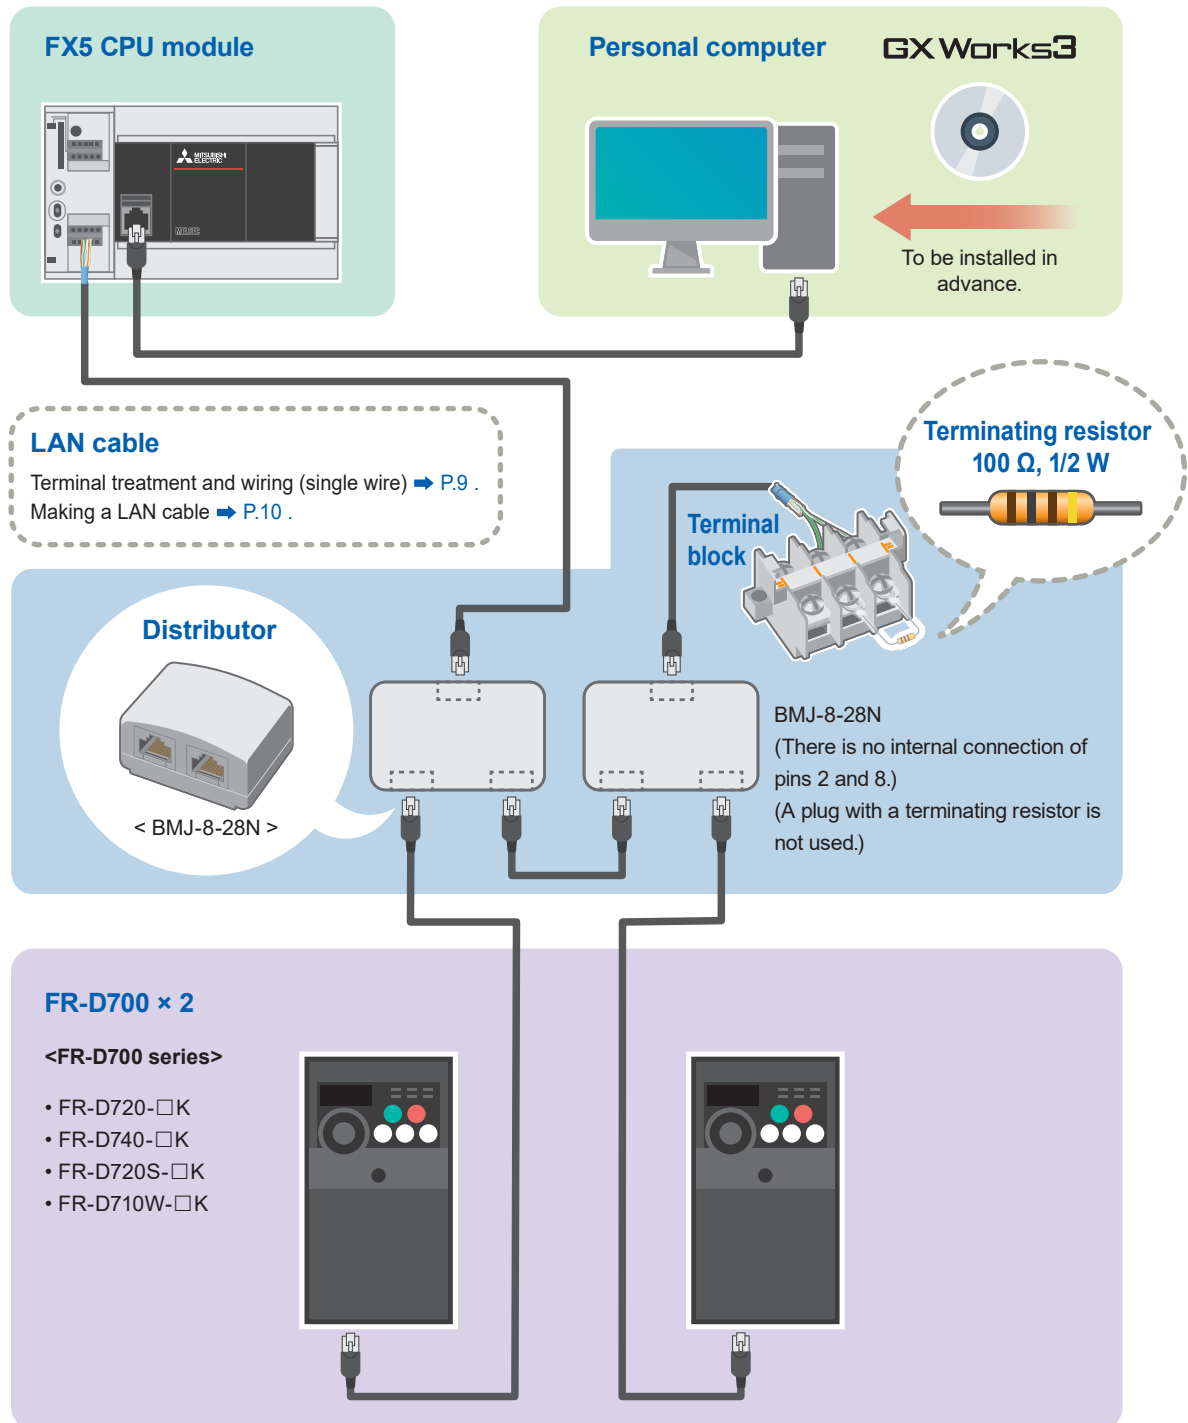 FX5 CPU module
MITSUBISHI
ELECTRIC
MELSEC
Personal computer
GX Works3
To be installed in
advance.
LAN cable
Terminal treatment and wiring (single wire) ➡ P.9 .
Making a LAN cable ➡ P.10 .
Terminating resistor
100 Ω, 1/2 W
Terminal
block
Distributor
< BMJ-8-28N >
BMJ-8-28N
(There is no internal connection of
pins 2 and 8.)
(A plug with a terminating resistor is
not used.)
FR-D700 × 2
<FR-D700 series>
• FR-D720-□K
• FR-D740-□K
• FR-D720S-□K
• FR-D710W-□K